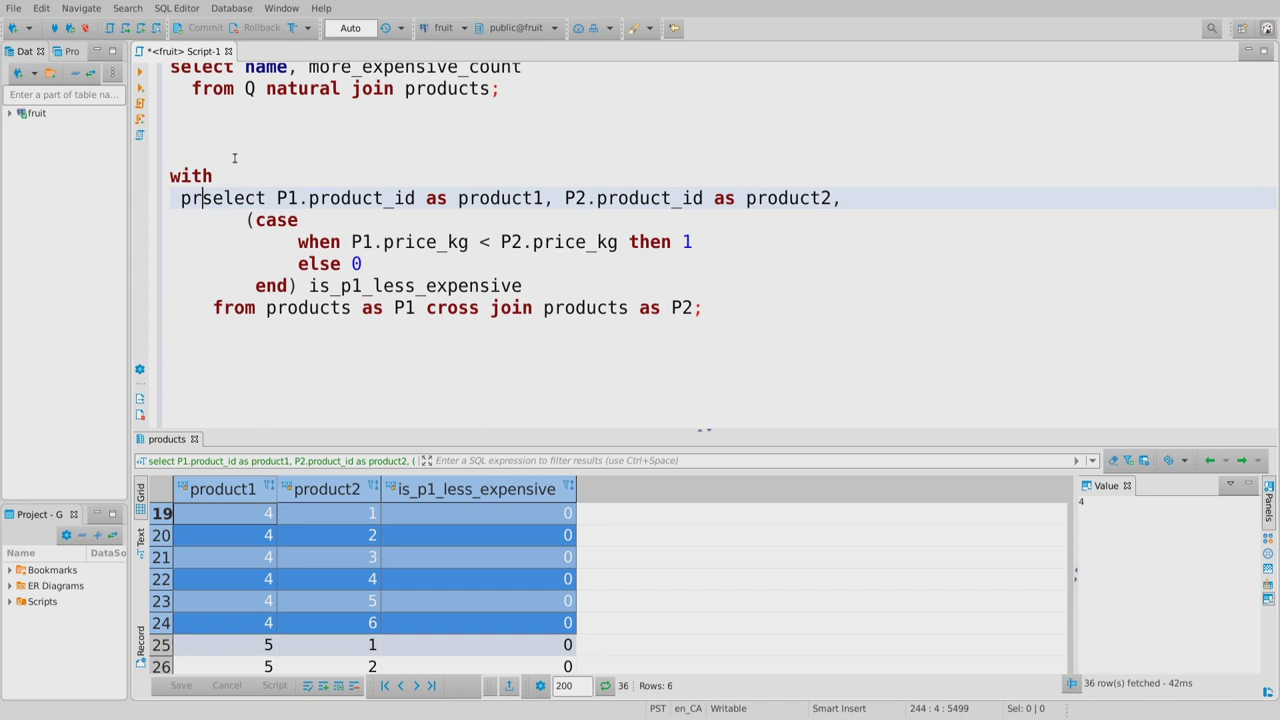 File Edit Navigate Search SQL Editor Database Window Help
Commit Rollback Auto fruit public@fruit
Dat Pro *<fruit> Script-1
Enter a part of table na...
fruit
select name, more_expensive_count
from Q natural join products;
with
prselect P1.product_id as product1, P2.product_id as product2,
(case
when P1.price_kg < P2.price_kg then 1
else 0
end) is_p1_less_expensive
from products as P1 cross join products as P2;
products
select P1.product_id as product1, P2.product_id as product2, ( Enter a SQL expression to filter results (use Ctrl+Space)
Grid
Text
Record
product1 product2 is_p1_less_expensive
19 4 1 0
20 4 2 0
21 4 3 0
22 4 4 0
23 4 5 0
24 4 6 0
25 5 1 0
26 5 2 0
Value
4
Panels
Project - G
Name DataSo
Bookmarks
ER Diagrams
Scripts
Save Cancel Script 200 36 Rows: 6
36 row(s) fetched - 42ms
PST en_CA Writable Smart Insert 244 : 4 : 5499 Sel: 0 | 0